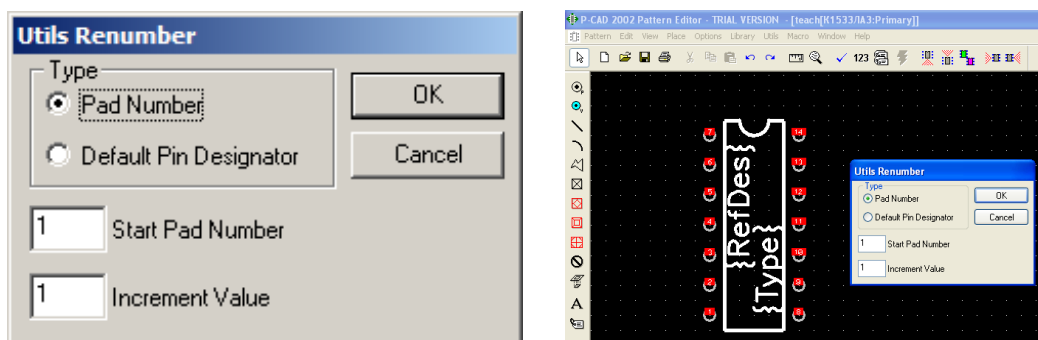 Utils Renumber
Type
Pad Number
Default Pin Designator
OK
Cancel
1 Start Pad Number
1 Increment Value
P-CAD 2002 Pattern Editor - TRIAL VERSION - [teach[K1533/ЛA3:Primary]]
Pattern Edit View Place Options Library Utils Macro Window Help
123
A
7 14
6 13
5 12
4 11
3 10
2 9
1 8
{RefDes}
{Type}
Utils Renumber
Type
Pad Number
Default Pin Designator
OK
Cancel
1 Start Pad Number
1 Increment Value